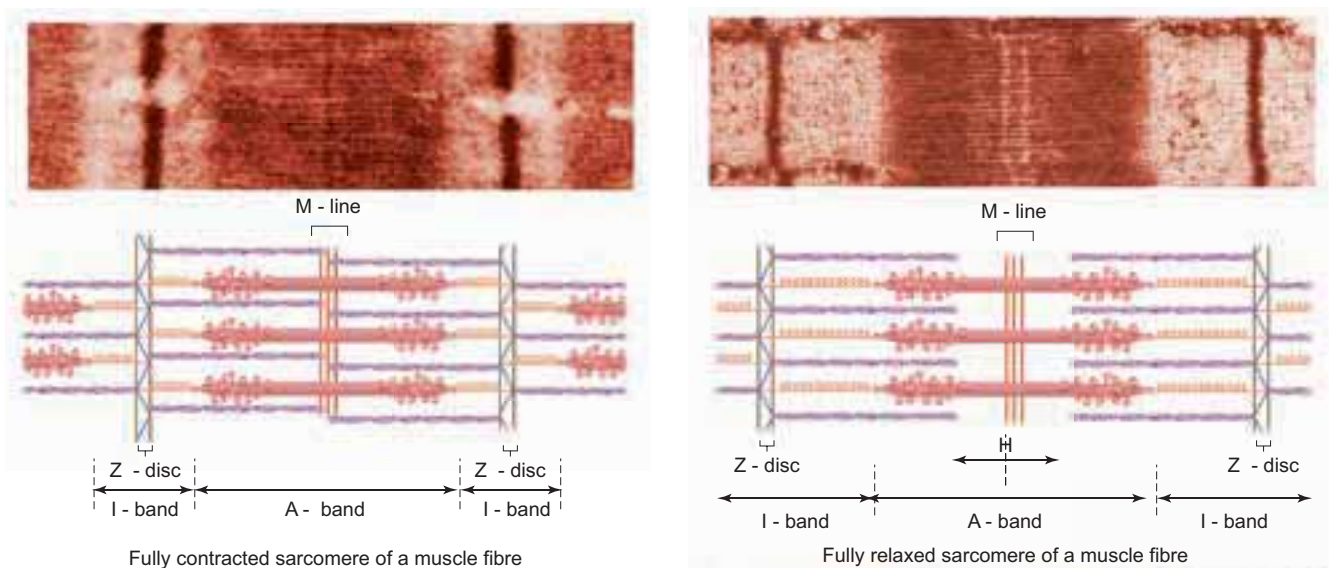 M - line
Z - disc
Z - disc
I - band
A - band
I - band
Fully contracted sarcomere of a muscle fibre
M - line
H
Z - disc
Z - disc
I - band
A - band
I - band
Fully relaxed sarcomere of a muscle fibre